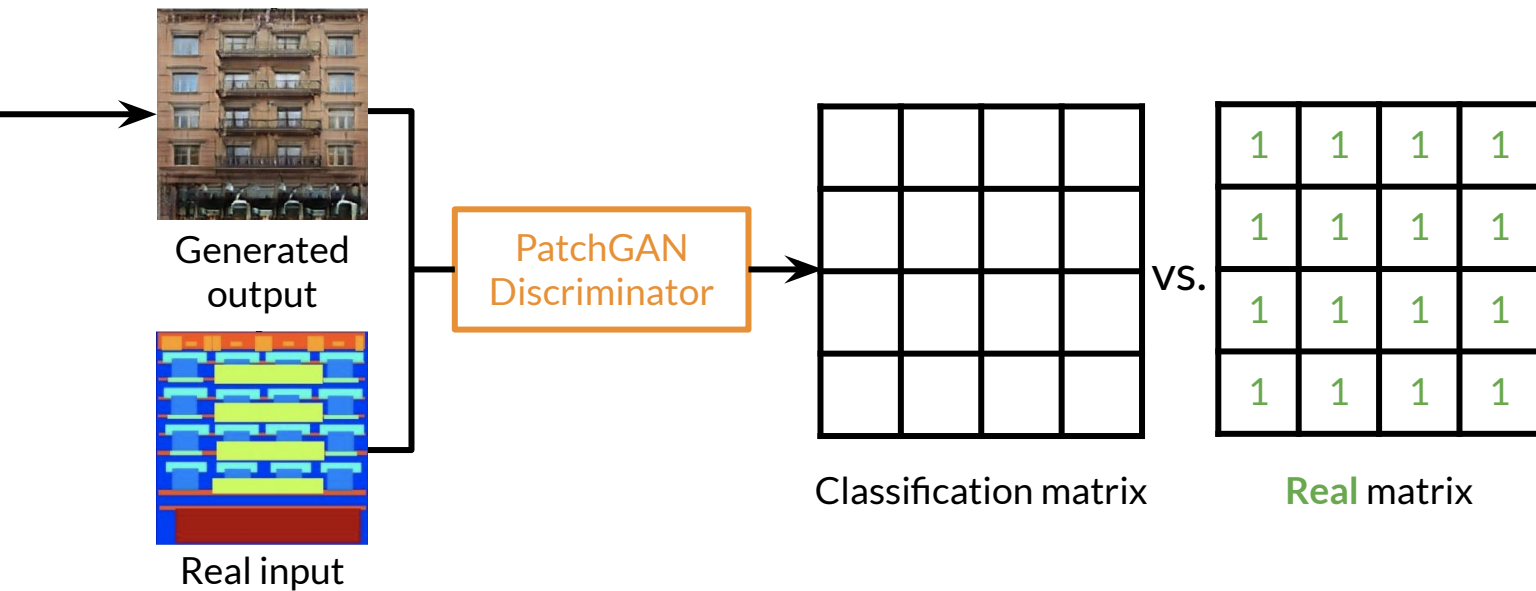 Generated
output
Real input
PatchGAN
Discriminator
Classification matrix
vs.
1 1 1 1
1 1 1 1
1 1 1 1
1 1 1 1
Real matrix